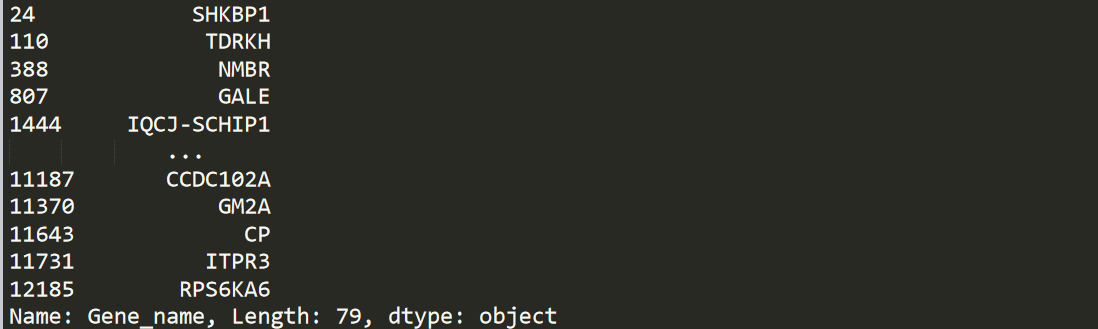 24            SHKBP1
110            TDRKH
388             NMBR
807             GALE
1444     IQCJ-SCHIP1
            ...
11187       CCDC102A
11370           GM2A
11643             CP
11731          ITPR3
12185        RPS6KA6
Name: Gene_name, Length: 79, dtype: object